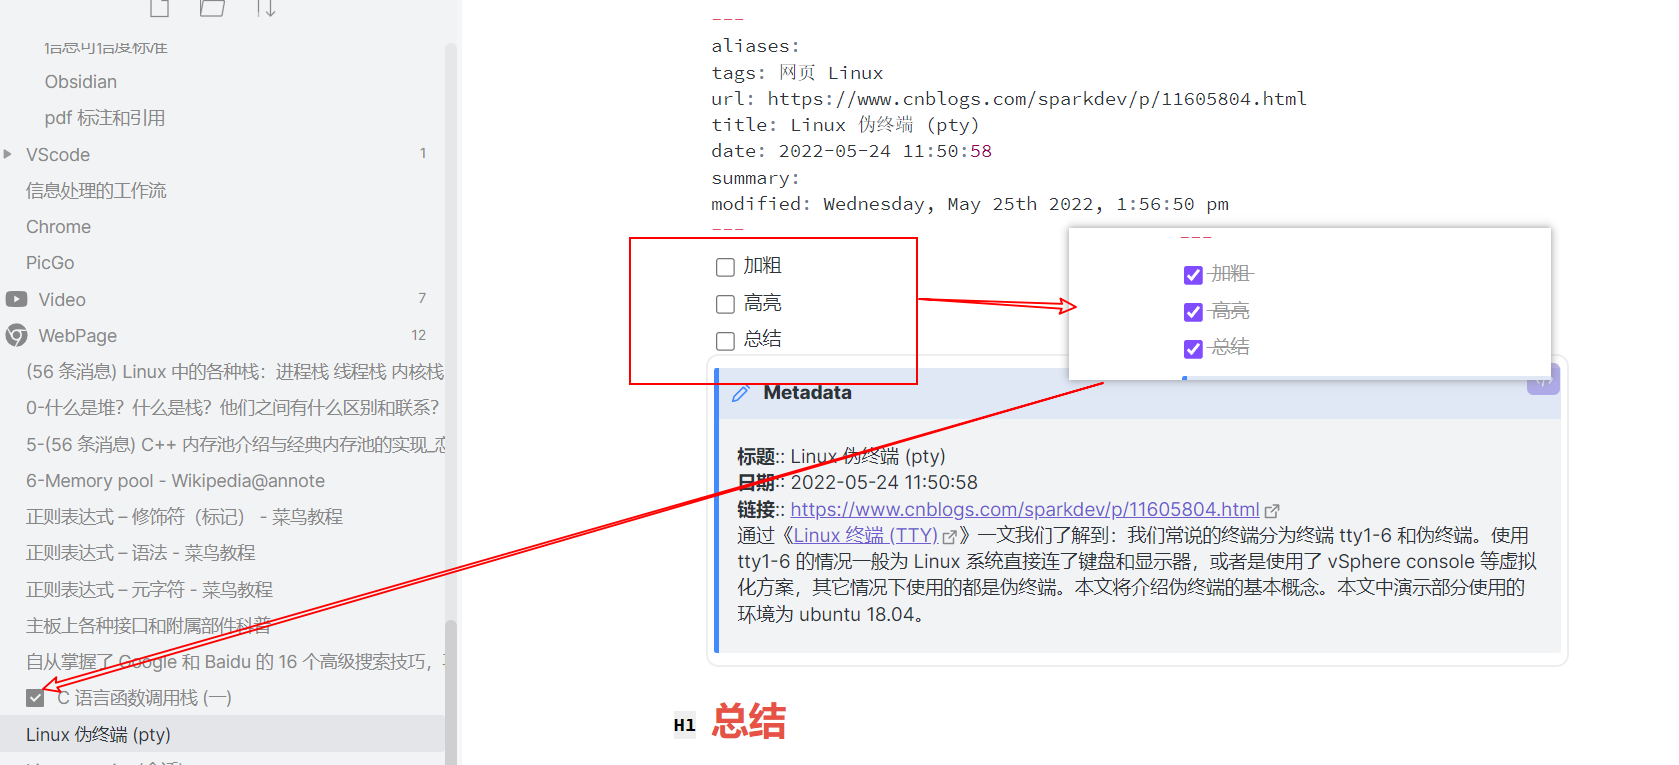 信息可信度标准
Obsidian
pdf 标注和引用
VScode 1
信息处理的工作流
Chrome
PicGo
Video 7
WebPage 12
(56 条消息) Linux 中的各种栈：进程栈 线程栈 内核栈
0-什么是堆？什么是栈？他们之间有什么区别和联系？
5-(56 条消息) C++ 内存池介绍与经典内存池的实现_恋
6-Memory pool - Wikipedia@annote
正则表达式 – 修饰符（标记） - 菜鸟教程
正则表达式 – 语法 - 菜鸟教程
正则表达式 – 元字符 - 菜鸟教程
主板上各种接口和附属部件科普
自从掌握了 Google 和 Baidu 的 16 个高级搜索技巧，
C 语言函数调用栈 (一)
Linux 伪终端 (pty)
---
aliases:
tags: 网页 Linux
url: https://www.cnblogs.com/sparkdev/p/11605804.html
title: Linux 伪终端 (pty)
date: 2022-05-24 11:50:58
summary:
modified: Wednesday, May 25th 2022, 1:56:50 pm
---
加粗
高亮
总结
---
加粗
高亮
总结
Metadata
标题:: Linux 伪终端 (pty)
日期:: 2022-05-24 11:50:58
链接:: https://www.cnblogs.com/sparkdev/p/11605804.html
通过《Linux 终端 (TTY)》一文我们了解到：我们常说的终端分为终端 tty1-6 和伪终端。使用
tty1-6 的情况一般为 Linux 系统直接连了键盘和显示器，或者是使用了 vSphere console 等虚拟
化方案，其它情况下使用的都是伪终端。本文将介绍伪终端的基本概念。本文中演示部分使用的
环境为 ubuntu 18.04。
H1 总结